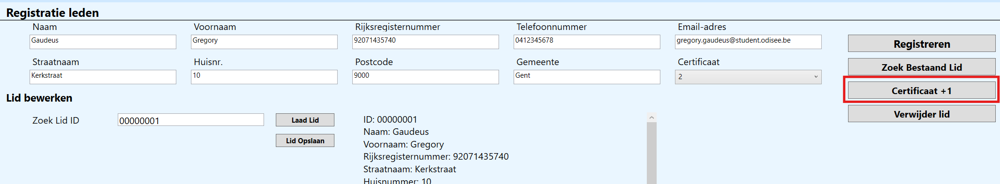 Registratie leden
Naam Voornaam Rijksregisternummer Telefoonnummer Email-adres
Gaudeus Gregory 92071435740 0412345678 gregory.gaudeus@student.odisee.be
Registreren
Straatnaam Huisnr. Postcode Gemeente Certificaat
Zoek Bestaand Lid
Kerkstraat 10 9000 Gent 2
Certificaat +1
Lid bewerken
Verwijder lid
Zoek Lid ID 00000001 Laad Lid
Lid Opslaan
ID: 00000001
Naam: Gaudeus
Voornaam: Gregory
Rijksregisternummer: 92071435740
Straatnaam: Kerkstraat
Huisnummer: 10